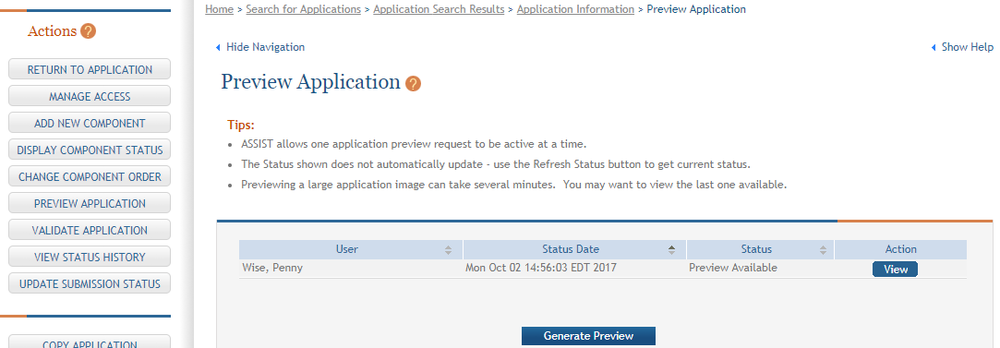 Home > Search for Applications > Application Search Results > Application Information > Preview Application
Actions ?
RETURN TO APPLICATION
MANAGE ACCESS
ADD NEW COMPONENT
DISPLAY COMPONENT STATUS
CHANGE COMPONENT ORDER
PREVIEW APPLICATION
VALIDATE APPLICATION
VIEW STATUS HISTORY
UPDATE SUBMISSION STATUS
COPY APPLICATION
Hide Navigation
Show Help
Preview Application ?
Tips:
• ASSIST allows one application preview request to be active at a time.
• The Status shown does not automatically update - use the Refresh Status button to get current status.
• Previewing a large application image can take several minutes. You may want to view the last one available.
User Status Date Status Action
Wise, Penny Mon Oct 02 14:56:03 EDT 2017 Preview Available View
Generate Preview